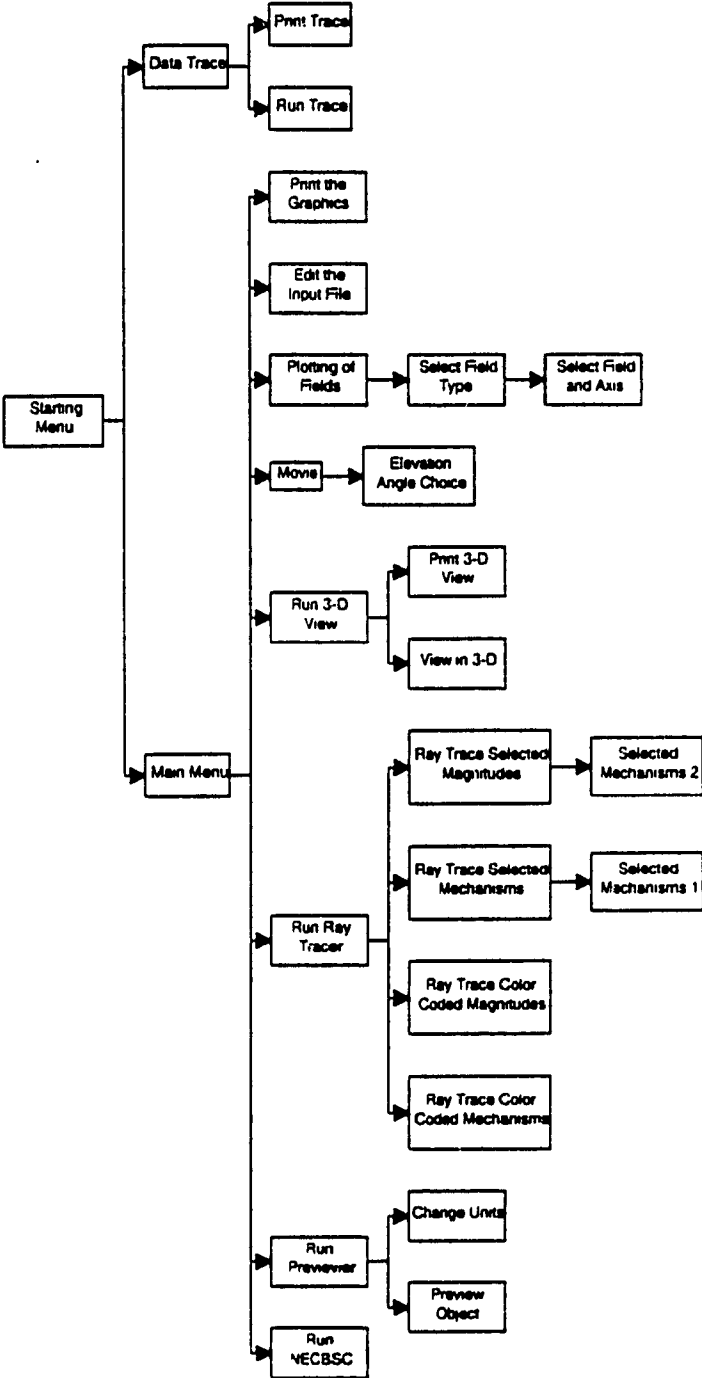 Print Trace
Data Trace
Run Trace
Print the
Graphics
Edit the
Input File
Plotting of
Fields
Select Field
Type
Select Field
and Axis
Starting
Menu
Movie
Elevation
Angle Choice
Print 3-D
View
Run 3-D
View
View in 3-D
Main Menu
Ray Trace Selected
Magnitudes
Selected
Mechanisms 2
Ray Trace Selected
Mechanisms
Selected
Machanisms 1
Run Ray
Tracer
Ray Trace Color
Coded Magnitudes
Ray Trace Color
Coded Mechanisms
Change Units
Run
Previewer
Preview
Object
Run
NECBSC